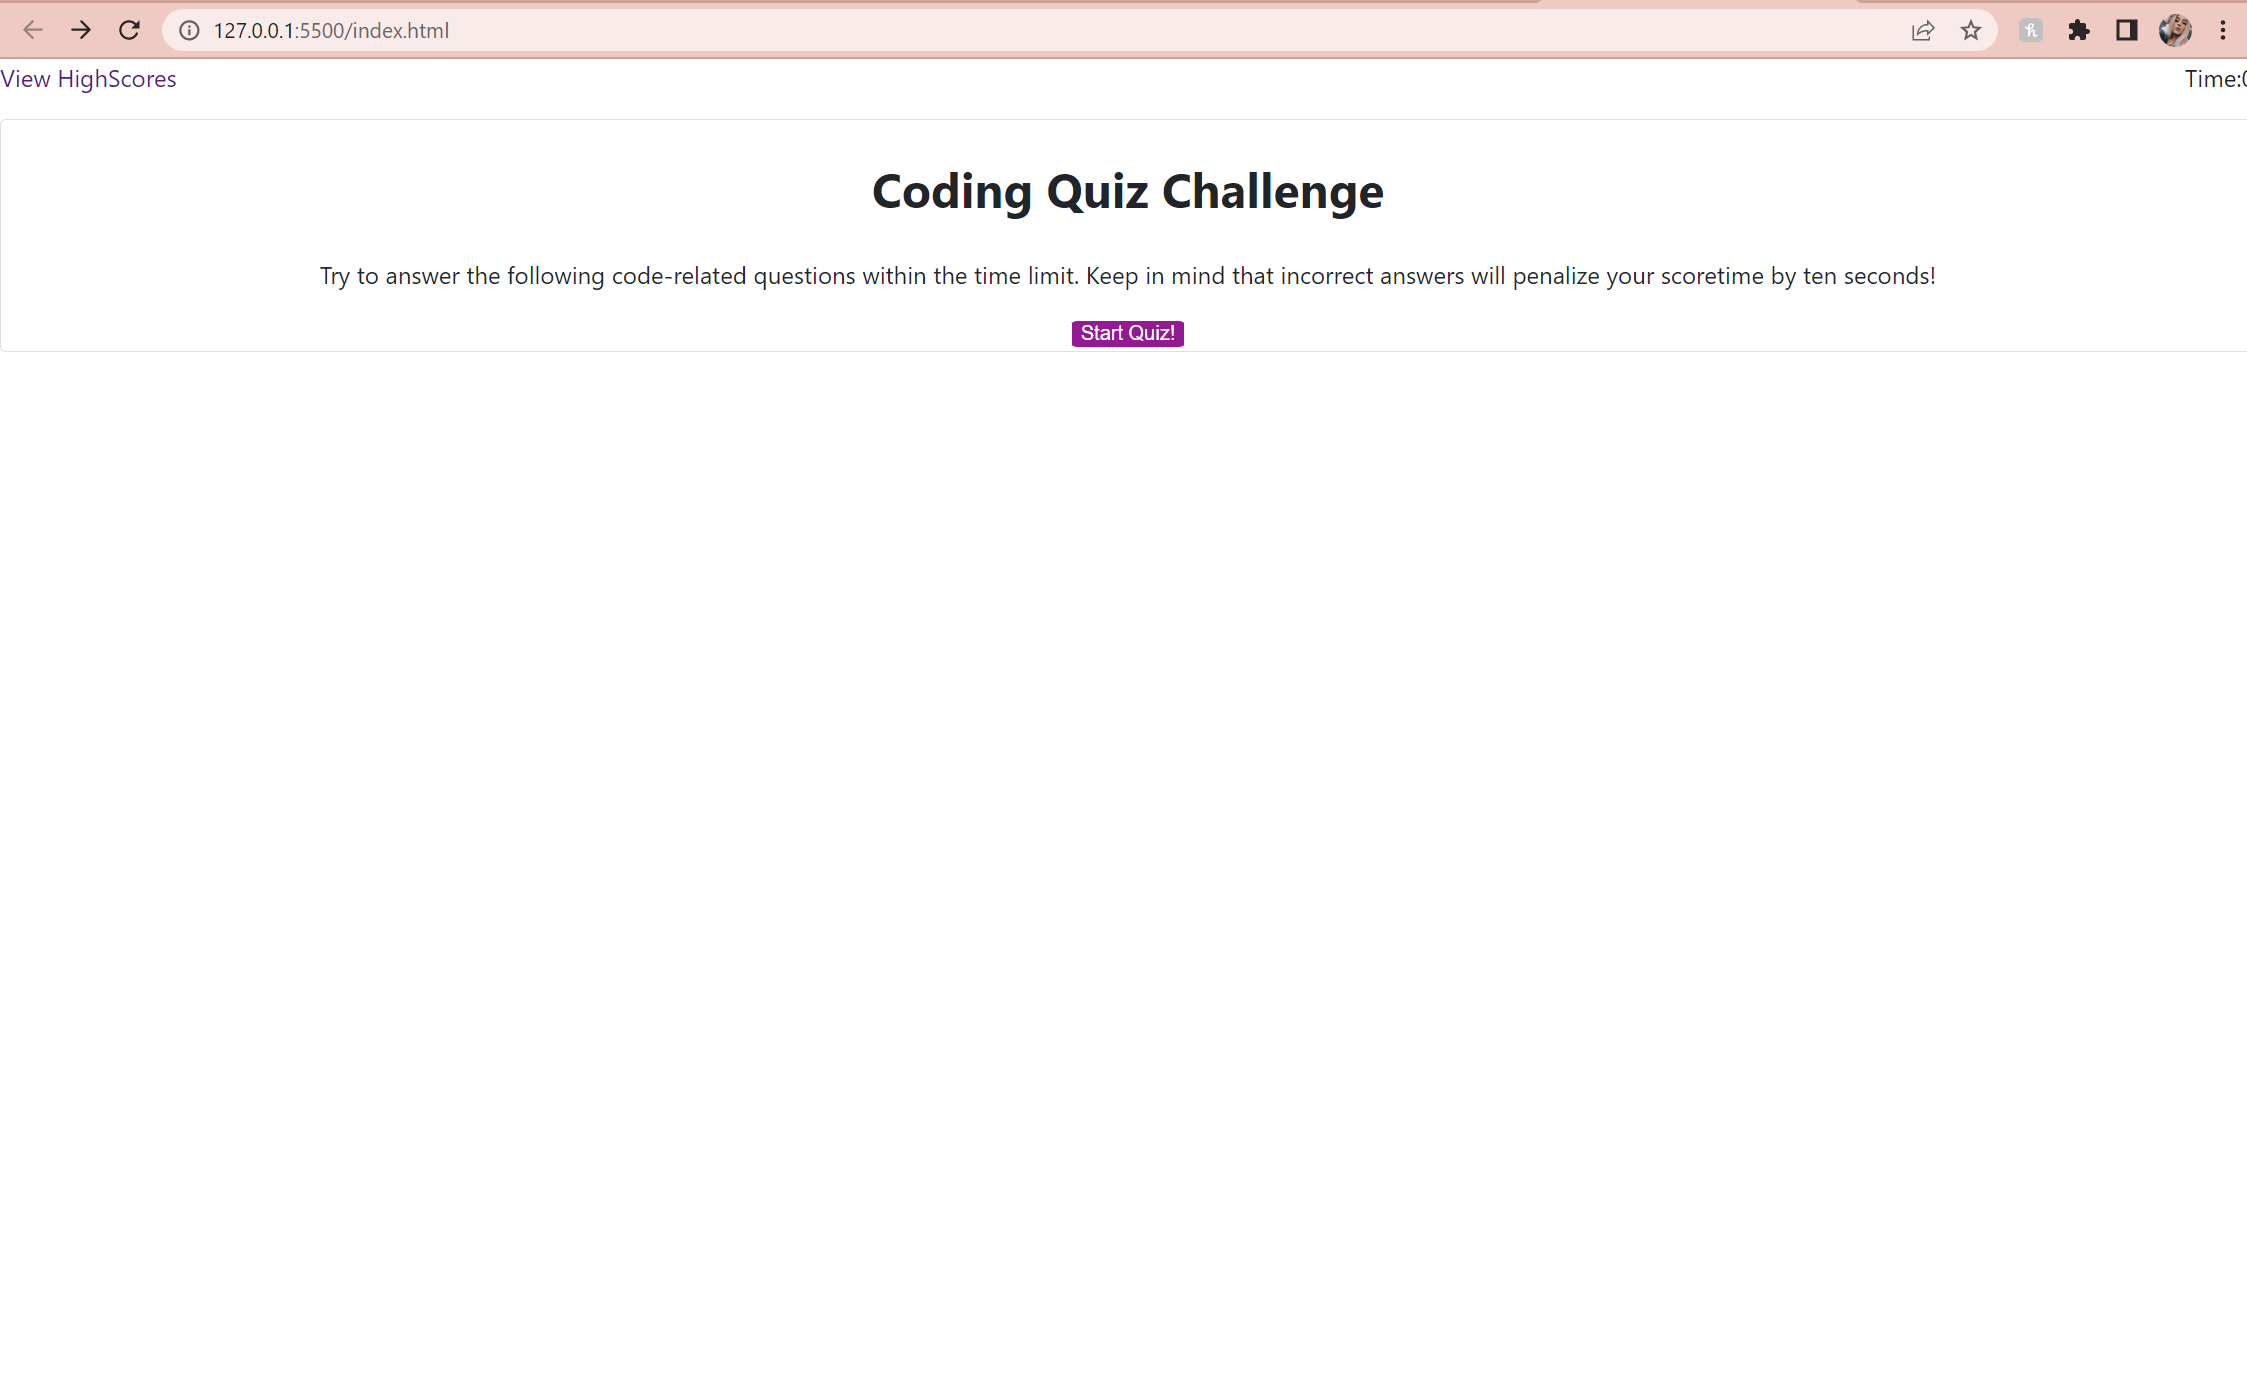 127.0.0.1:5500/index.html
View HighScores
Time:0
Coding Quiz Challenge
Try to answer the following code-related questions within the time limit. Keep in mind that incorrect answers will penalize your scoretime by ten seconds!
Start Quiz!